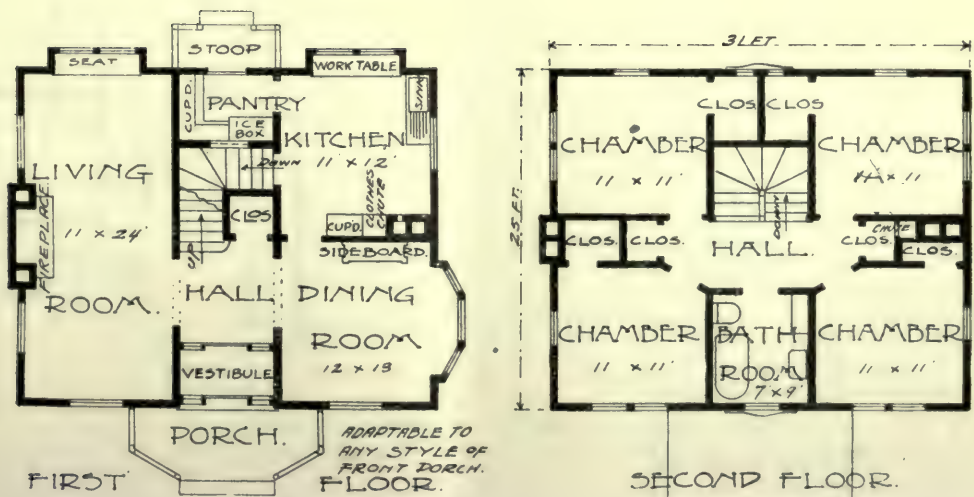 STOOP
SEAT
WORK TABLE
SINK
CUP'D.
PANTRY
ICE
BOX
KITCHEN
11' x 12'
DOWN
LIVING
11 x 24'
ROOM.
FIREPLACE
UP
CLOS
CUP'D.
CLOTHES
CHUTE
SIDEBOARD.
HALL
DINING
ROOM
12 x 13
VESTIBULE
PORCH.
ADAPTABLE TO
ANY STYLE OF
FRONT PORCH.
FIRST FLOOR.
31 FT.
25 FT.
CLOS
CLOS
CHAMBER
11 x 11'
CHAMBER
11
DOWN
HALL.
CLOS.
CLOS.
CLOS.
CHUTE
CLOS.
CHAMBER
11 x 11'
BATH
ROOM
7 x 9'
CHAMBER
11 x 11'
SECOND FLOOR.